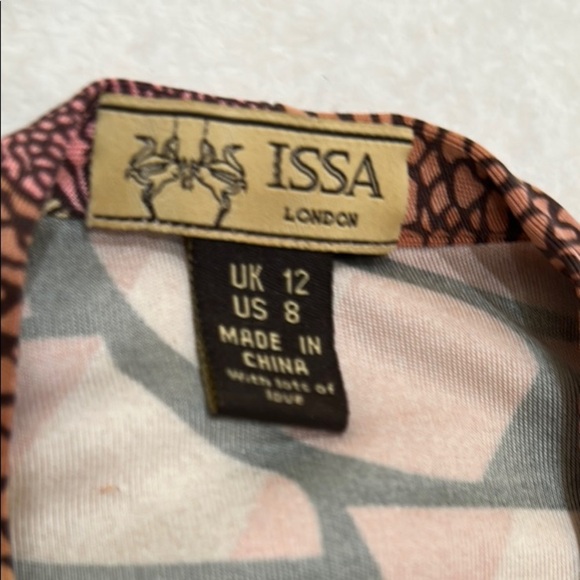 ISSA
LONDON
UK 12
US 8
MADE IN
CHINA
With lots of
love